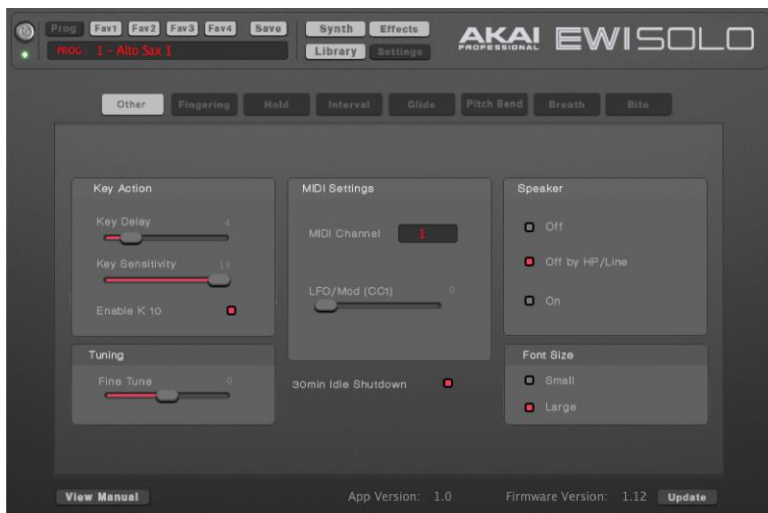 Prog Fav1 Fav2 Fav3 Fav4 Save Synth Effects
PROG: 1 - Alto Sax 1 Library Settings
AKAI PROFESSIONAL EWISOLO
Other Fingering Hold Interval Glide Pitch Bend Breath Bite
Key Action
Key Delay 4
Key Sensitivity 13
Enable K 10
Tuning
Fine Tune 0
MIDI Settings
MIDI Channel 1
LFO/Mod (CC1) 0
30min Idle Shutdown
Speaker
Off
Off by HP/Line
On
Font Size
Small
Large
View Manual App Version: 1.0 Firmware Version: 1.12 Update